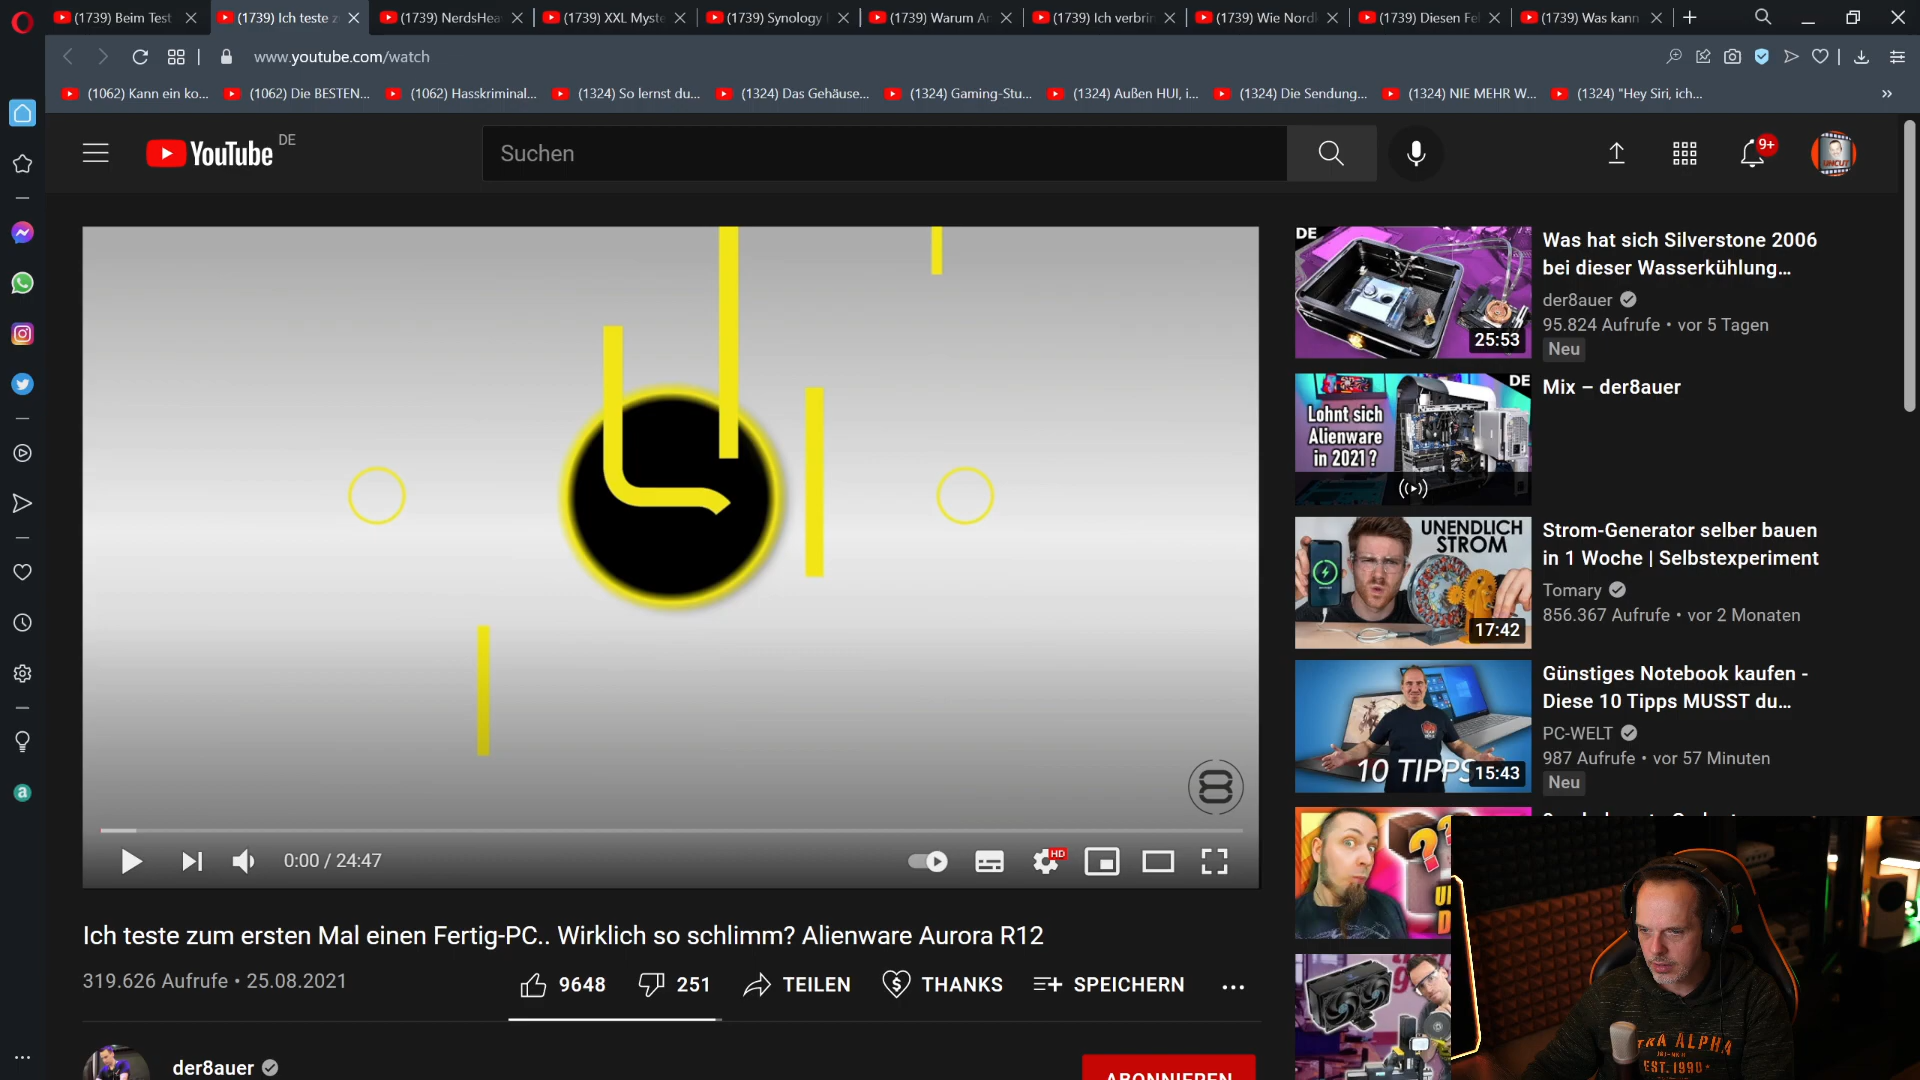 (1739) Beim Test
(1739) Ich teste z
(1739) NerdsHea
(1739) XXL Myste
(1739) Synology
(1739) Warum A
(1739) Ich verbrin
(1739) Wie Nord
(1739) Diesen Fe
(1739) Was kann
www.youtube.com/watch
(1062) Kann ein ko...
(1062) Die BESTEN...
(1062) Hasskriminal...
(1324) So lernst du...
(1324) Das Gehäuse...
(1324) Gaming-Stu...
(1324) Außen HUI, i...
(1324) Die Sendung...
(1324) NIE MEHR W...
(1324) "Hey Siri, ich...
YouTube DE
Suchen
9+
UNCUT
DE
25:53
Was hat sich Silverstone 2006
bei dieser Wasserkühlung...
der8auer
95.824 Aufrufe • vor 5 Tagen
Neu
DE
Lohnt sich
Alienware
in 2021?
Mix – der8auer
UNENDLICH
STROM
17:42
Strom-Generator selber bauen
in 1 Woche | Selbstexperiment
Tomary
856.367 Aufrufe • vor 2 Monaten
10 TIPPS
15:43
Günstiges Notebook kaufen -
Diese 10 Tipps MUSST du...
PC-WELT
987 Aufrufe • vor 57 Minuten
Neu
??
0:00 / 24:47
HD
Ich teste zum ersten Mal einen Fertig-PC.. Wirklich so schlimm? Alienware Aurora R12
319.626 Aufrufe • 25.08.2021
9648
251
TEILEN
THANKS
SPEICHERN
der8auer
ABONNIEREN
ALPHA
EST. 1990